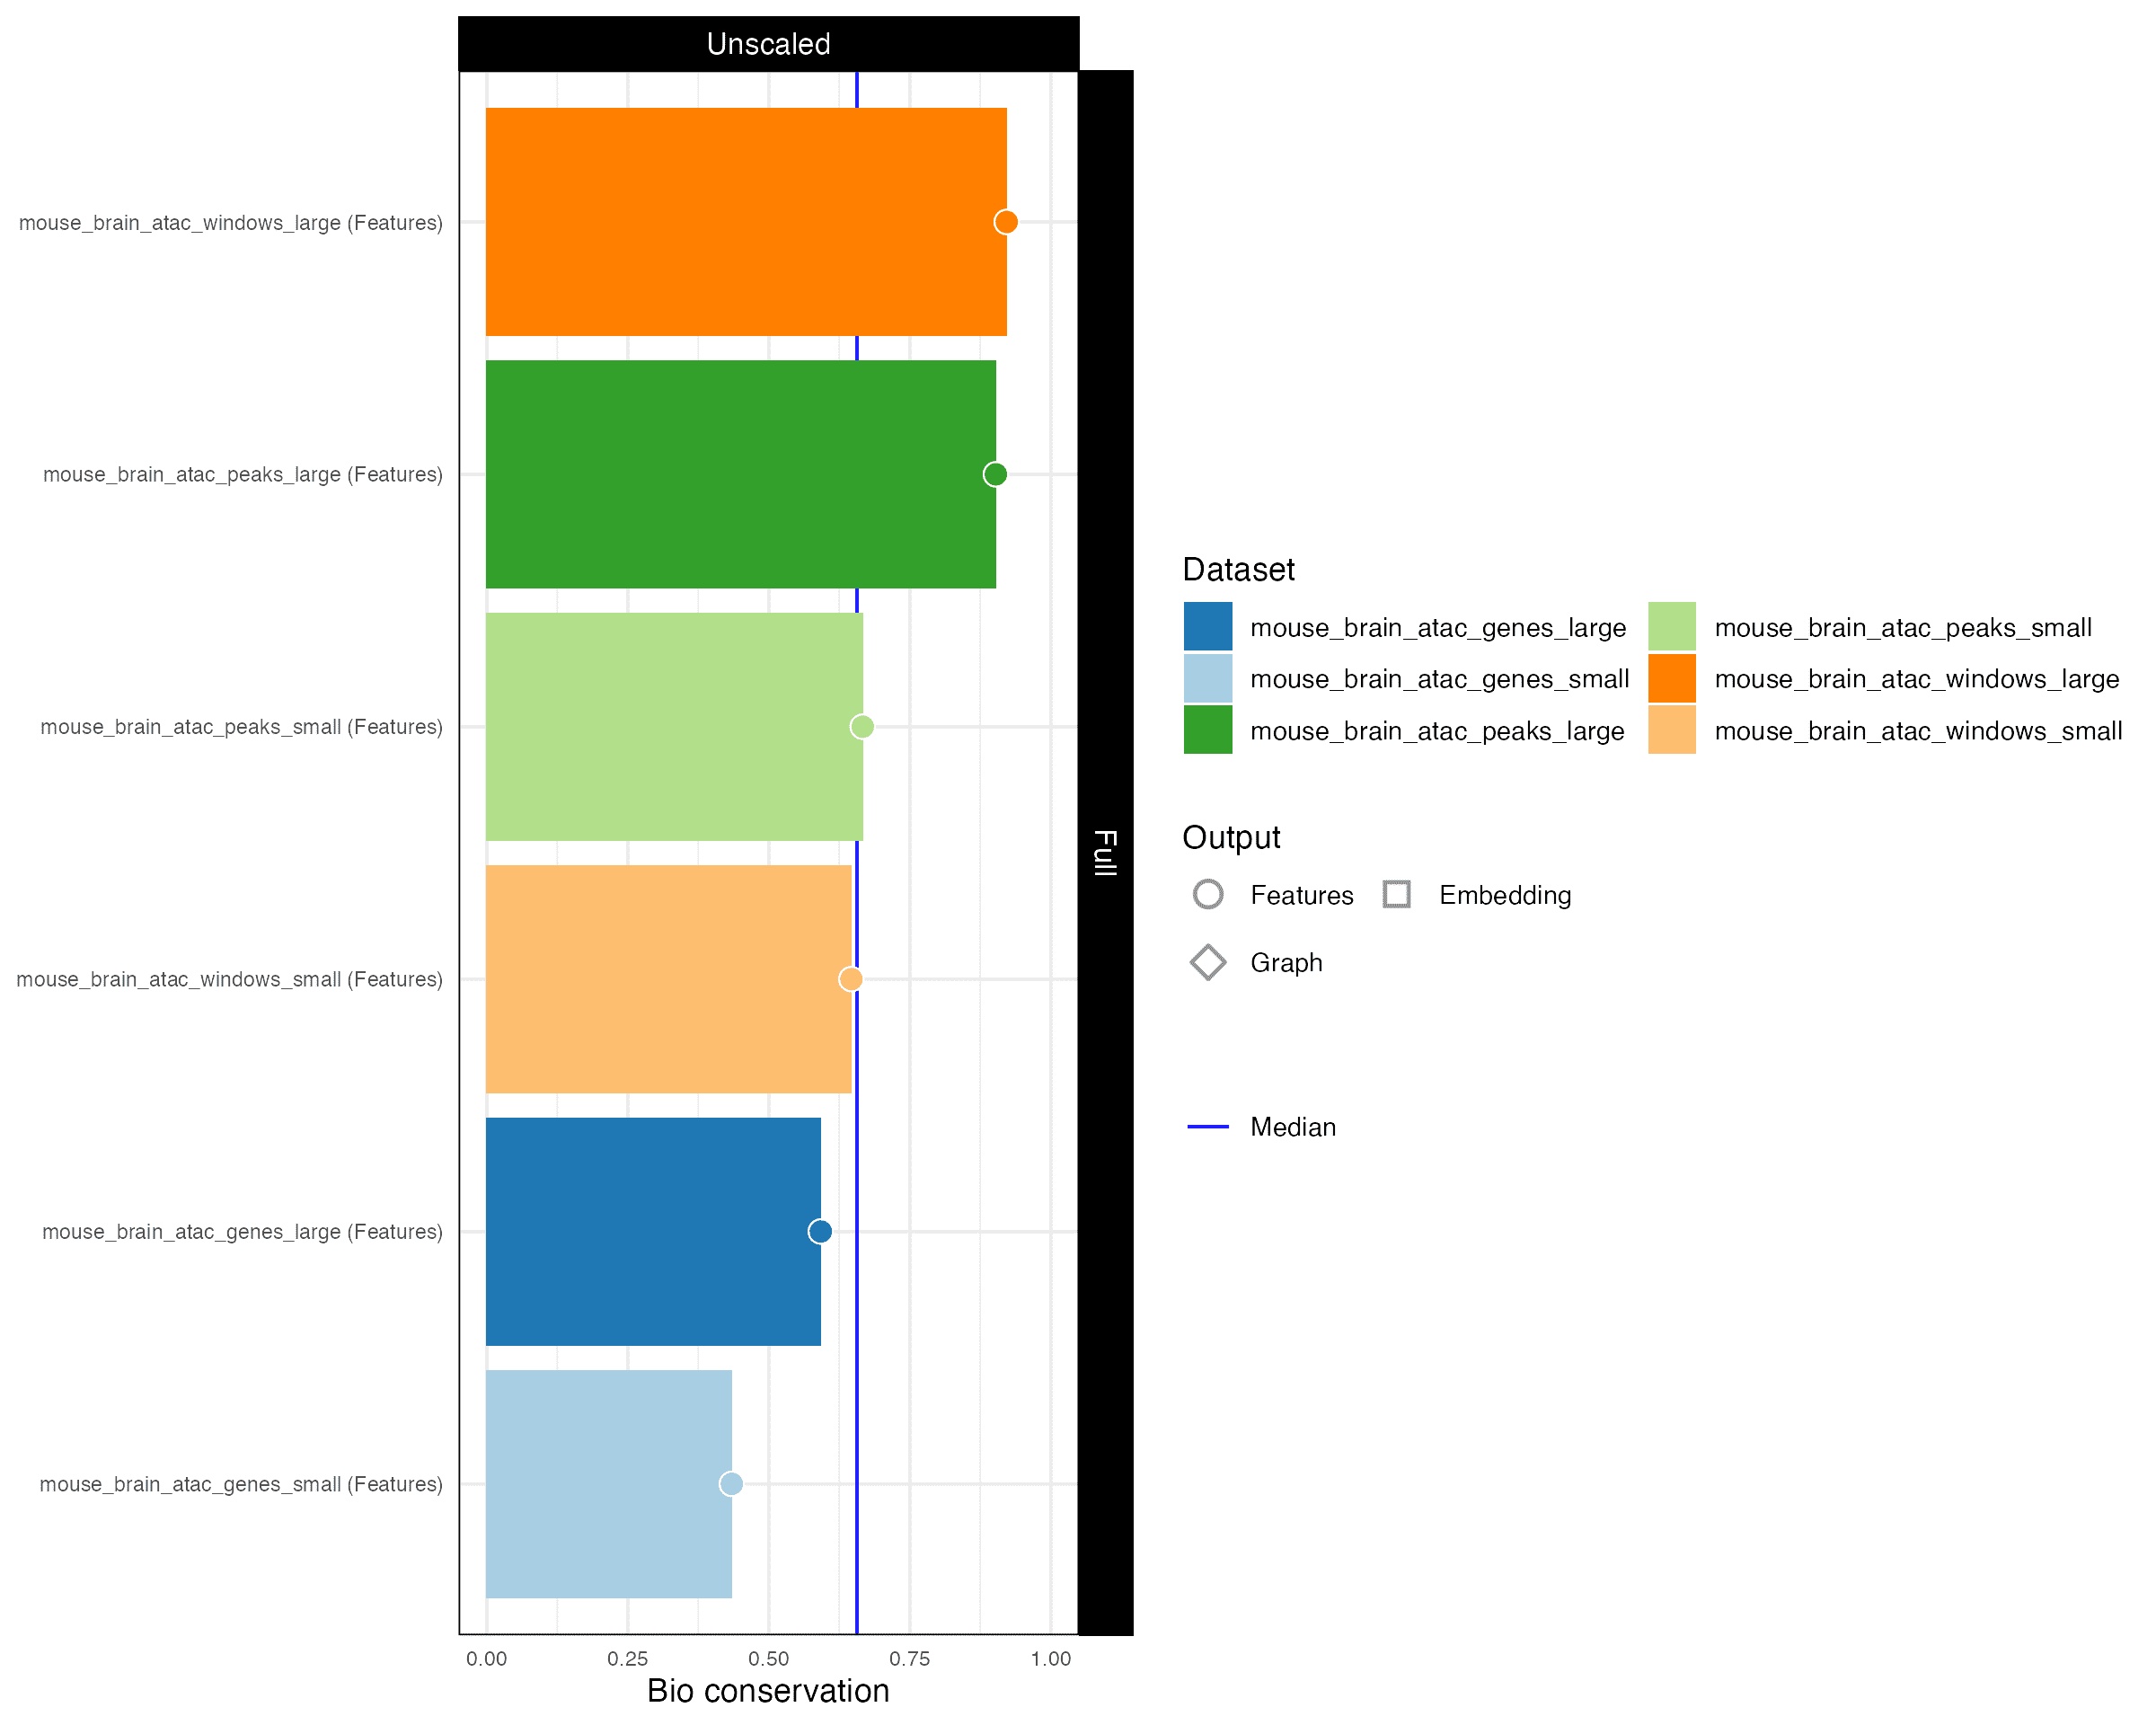 Unscaled
mouse_brain_atac_windows_large (Features)
mouse_brain_atac_peaks_large (Features)
mouse_brain_atac_peaks_small (Features)
mouse_brain_atac_windows_small (Features)
mouse_brain_atac_genes_large (Features)
mouse_brain_atac_genes_small (Features)
0.00 0.25 0.50 0.75 1.00
Bio conservation
Full
Dataset
mouse_brain_atac_genes_large mouse_brain_atac_peaks_small
mouse_brain_atac_genes_small mouse_brain_atac_windows_large
mouse_brain_atac_peaks_large mouse_brain_atac_windows_small
Output
Features Embedding
Graph
Median